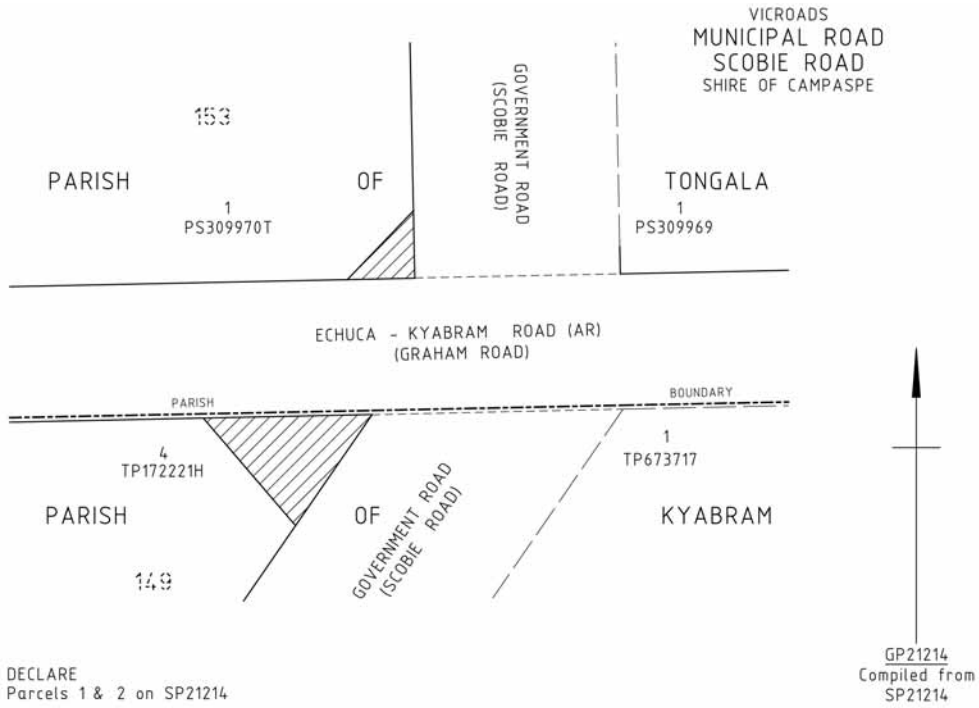 VICROADS
MUNICIPAL ROAD
SCOBIE ROAD
SHIRE OF CAMPASPE
153
GOVERNMENT ROAD
(SCOBIE ROAD)
PARISH OF TONGALA
1
PS309970T
1
PS309969
ECHUCA - KYABRAM ROAD (AR)
(GRAHAM ROAD)
PARISH BOUNDARY
4
TP172221H
1
TP673717
PARISH OF KYABRAM
GOVERNMENT ROAD
(SCOBIE ROAD)
149
DECLARE
Parcels 1 & 2 on SP21214
GP21214
Compiled from
SP21214